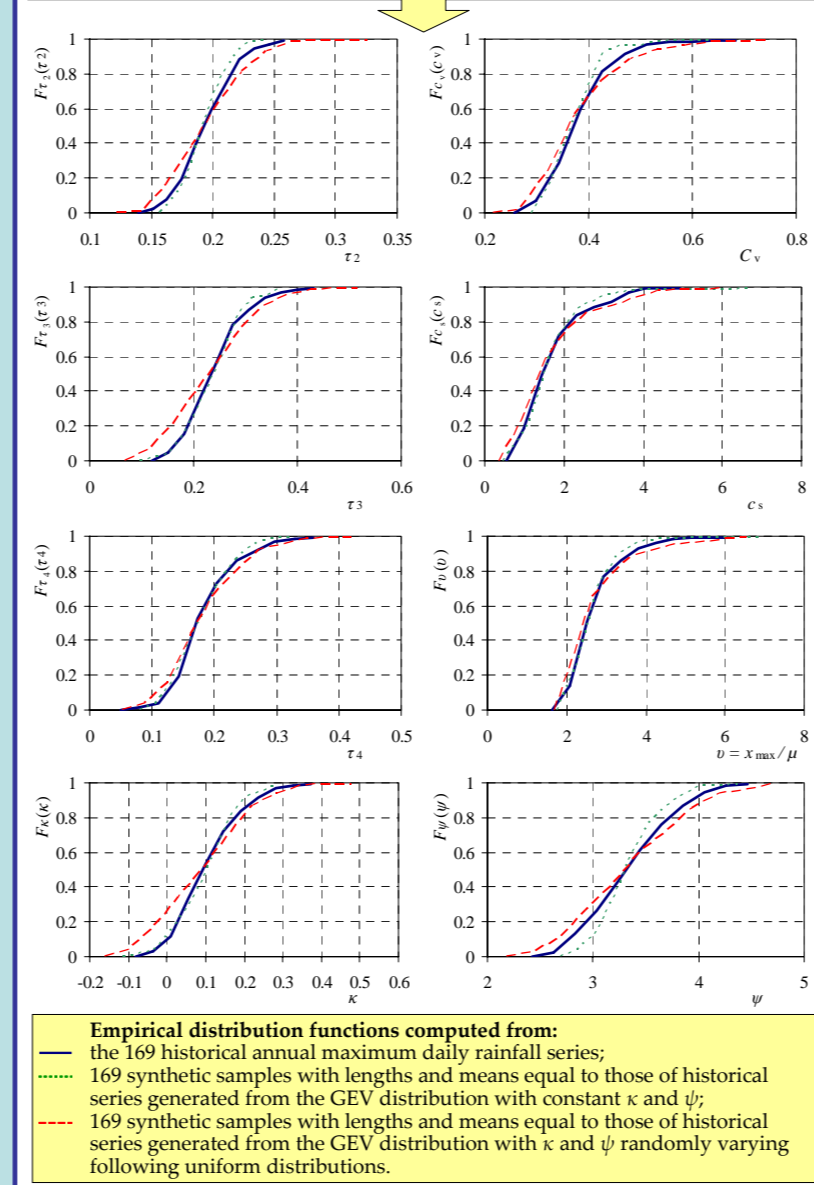 Fτ2(τ2)
1
0.8
0.6
0.4
0.2
0
0.1 0.15 0.2 0.25 0.3 0.35
τ2
Fcv(cv)
1
0.8
0.6
0.4
0.2
0
0.2 0.4 0.6 0.8
Cv
Fτ3(τ3)
1
0.8
0.6
0.4
0.2
0
0 0.2 0.4 0.6
τ3
Fcs(cs)
1
0.8
0.6
0.4
0.2
0
0 2 4 6 8
cs
Fτ4(τ4)
1
0.8
0.6
0.4
0.2
0
0 0.1 0.2 0.3 0.4 0.5
τ4
Fυ(υ)
1
0.8
0.6
0.4
0.2
0
0 2 4 6 8
υ = xmax/μ
Fκ(κ)
1
0.8
0.6
0.4
0.2
0
-0.2 -0.1 0 0.1 0.2 0.3 0.4 0.5 0.6
κ
Fψ(ψ)
1
0.8
0.6
0.4
0.2
0
2 3 4 5
ψ
Empirical distribution functions computed from:
the 169 historical annual maximum daily rainfall series;
169 synthetic samples with lengths and means equal to those of historical
series generated from the GEV distribution with constant κ and ψ;
169 synthetic samples with lengths and means equal to those of historical
series generated from the GEV distribution with κ and ψ randomly varying
following uniform distributions.